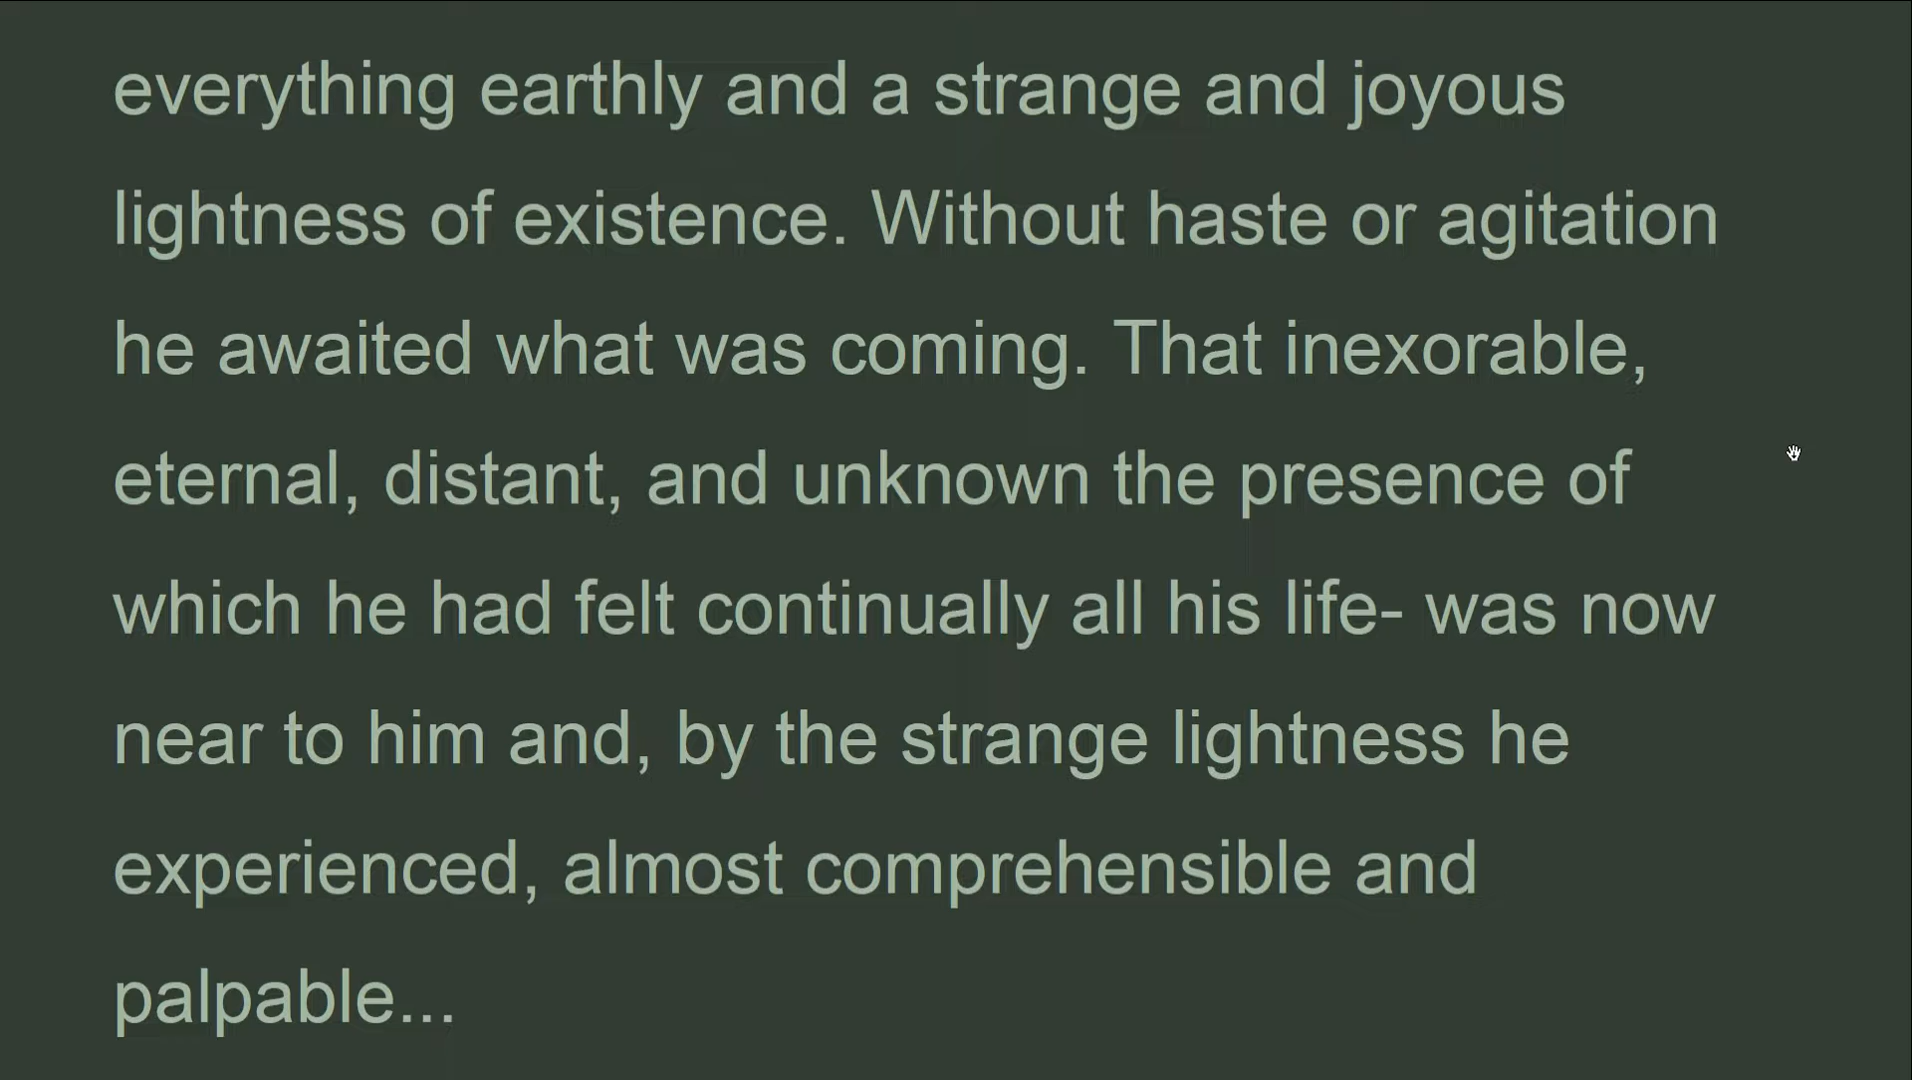 everything earthly and a strange and joyous
lightness of existence. Without haste or agitation
he awaited what was coming. That inexorable,
eternal, distant, and unknown the presence of
which he had felt continually all his life- was now
near to him and, by the strange lightness he
experienced, almost comprehensible and
palpable...